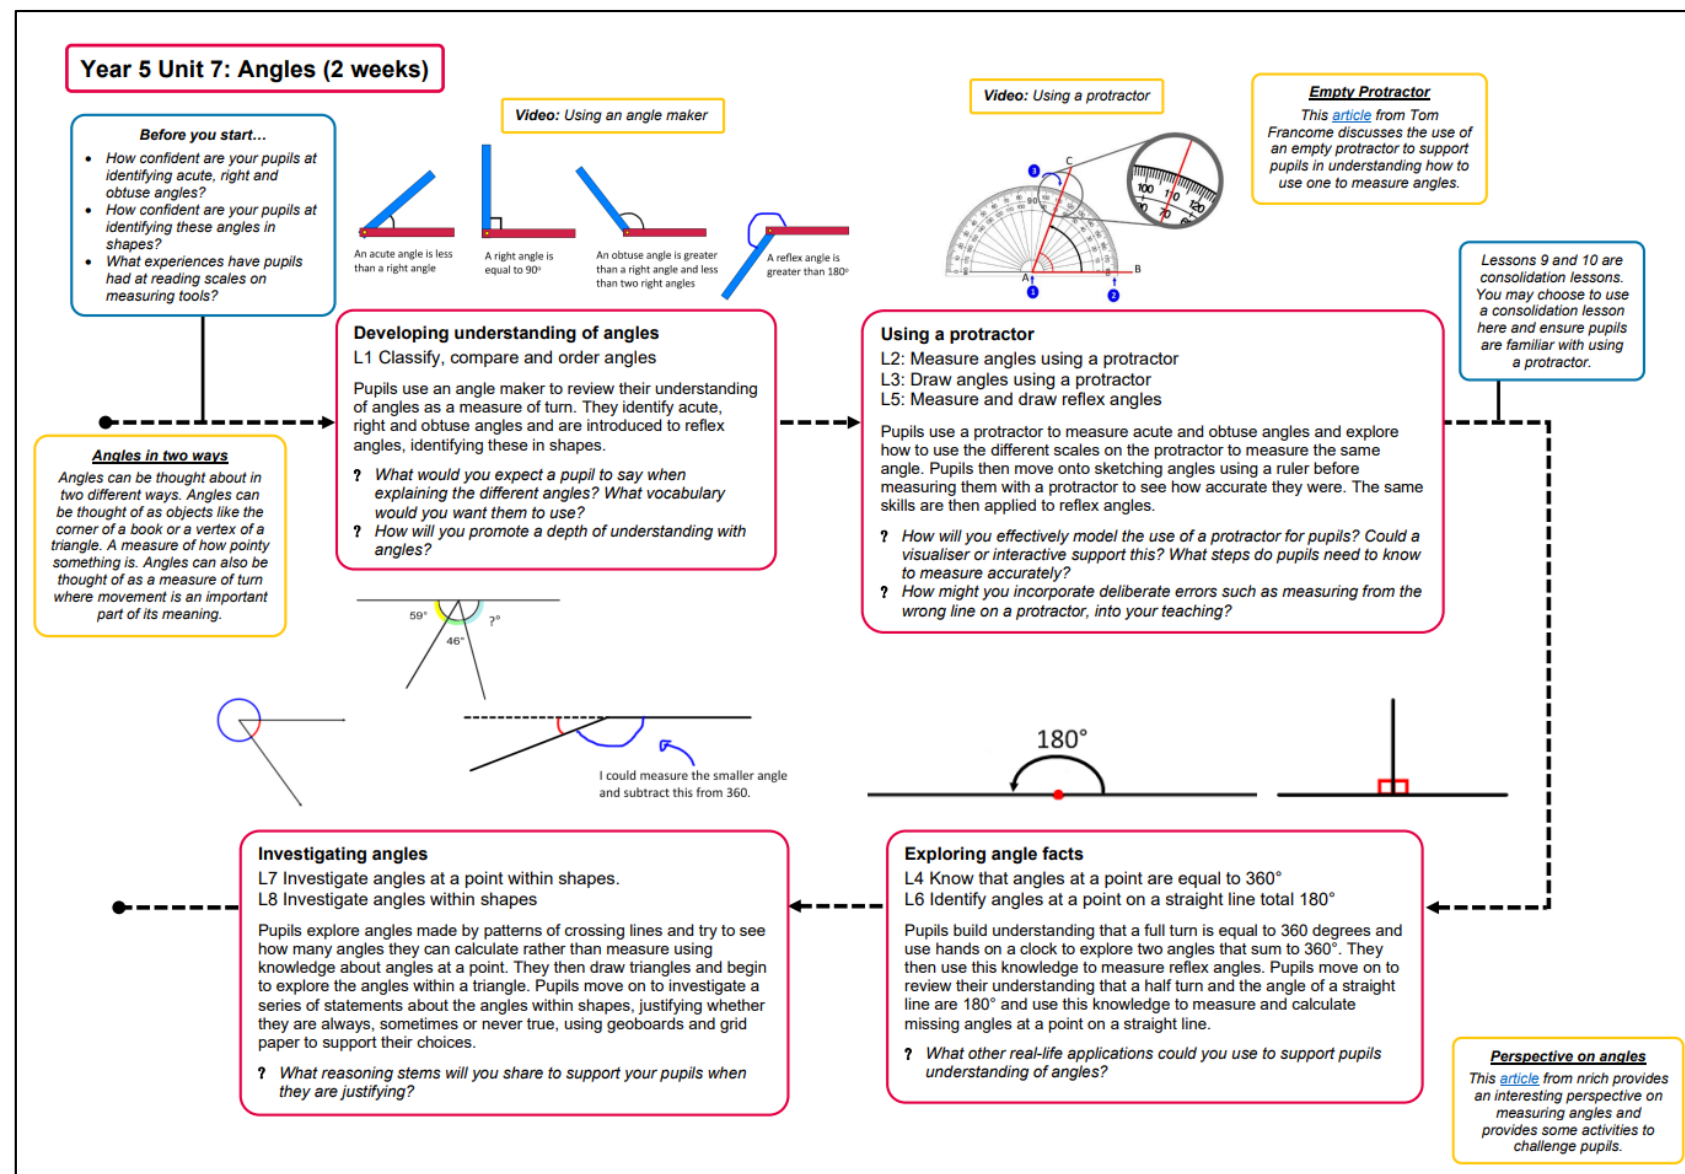 Year 5 Unit 7: Angles (2 weeks)
Before you start…
• How confident are your pupils at
identifying acute, right and
obtuse angles?
• How confident are your pupils at
identifying these angles in
shapes?
• What experiences have pupils
had at reading scales on
measuring tools?
Video: Using an angle maker
An acute angle is less
than a right angle
A right angle is
equal to 90°
An obtuse angle is greater
than a right angle and less
than two right angles
A reflex angle is
greater than 180°
Video: Using a protractor
C
3
90
A
B
1
2
100 110 120
70
Empty Protractor
This article from Tom
Francome discusses the use of
an empty protractor to support
pupils in understanding how to
use one to measure angles.
Developing understanding of angles
L1 Classify, compare and order angles
Pupils use an angle maker to review their understanding
of angles as a measure of turn. They identify acute,
right and obtuse angles and are introduced to reflex
angles, identifying these in shapes.
? What would you expect a pupil to say when
explaining the different angles? What vocabulary
would you want them to use?
? How will you promote a depth of understanding with
angles?
Using a protractor
L2: Measure angles using a protractor
L3: Draw angles using a protractor
L5: Measure and draw reflex angles
Pupils use a protractor to measure acute and obtuse angles and explore
how to use the different scales on the protractor to measure the same
angle. Pupils then move onto sketching angles using a ruler before
measuring them with a protractor to see how accurate they were. The same
skills are then applied to reflex angles.
? How will you effectively model the use of a protractor for pupils? Could a
visualiser or interactive support this? What steps do pupils need to know
to measure accurately?
? How might you incorporate deliberate errors such as measuring from the
wrong line on a protractor, into your teaching?
Lessons 9 and 10 are
consolidation lessons.
You may choose to use
a consolidation lesson
here and ensure pupils
are familiar with using
a protractor.
Angles in two ways
Angles can be thought about in
two different ways. Angles can
be thought of as objects like the
corner of a book or a vertex of a
triangle. A measure of how pointy
something is. Angles can also be
thought of as a measure of turn
where movement is an important
part of its meaning.
59°
46°
?°
I could measure the smaller angle
and subtract this from 360.
180°
Investigating angles
L7 Investigate angles at a point within shapes.
L8 Investigate angles within shapes
Pupils explore angles made by patterns of crossing lines and try to see
how many angles they can calculate rather than measure using
knowledge about angles at a point. They then draw triangles and begin
to explore the angles within a triangle. Pupils move on to investigate a
series of statements about the angles within shapes, justifying whether
they are always, sometimes or never true, using geoboards and grid
paper to support their choices.
? What reasoning stems will you share to support your pupils when
they are justifying?
Exploring angle facts
L4 Know that angles at a point are equal to 360°
L6 Identify angles at a point on a straight line total 180°
Pupils build understanding that a full turn is equal to 360 degrees and
use hands on a clock to explore two angles that sum to 360°. They
then use this knowledge to measure reflex angles. Pupils move on to
review their understanding that a half turn and the angle of a straight
line are 180° and use this knowledge to measure and calculate
missing angles at a point on a straight line.
? What other real-life applications could you use to support pupils
understanding of angles?
Perspective on angles
This article from nrich provides
an interesting perspective on
measuring angles and
provides some activities to
challenge pupils.